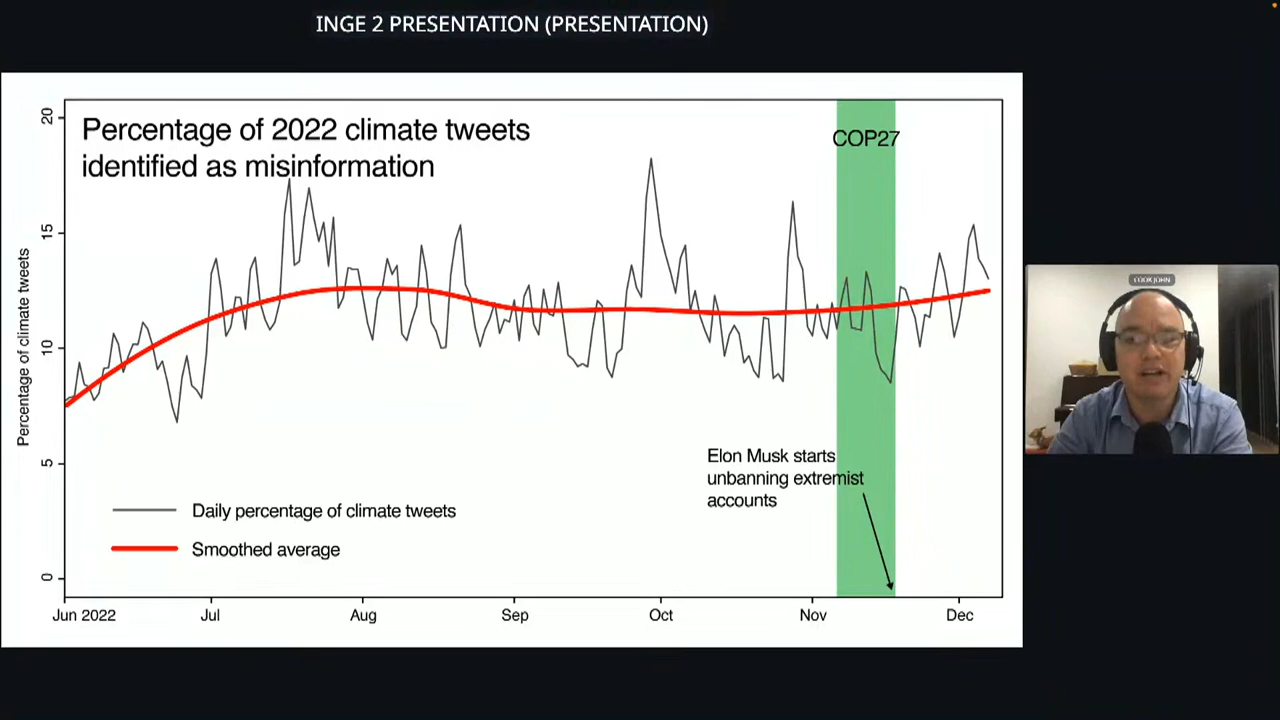 INGE 2 PRESENTATION (PRESENTATION)
Percentage of 2022 climate tweets
identified as misinformation
COP27
Percentage of climate tweets
20
15
10
5
0
Elon Musk starts
unbanning extremist
accounts
Daily percentage of climate tweets
Smoothed average
Jun 2022 Jul Aug Sep Oct Nov Dec
COOK JOHN